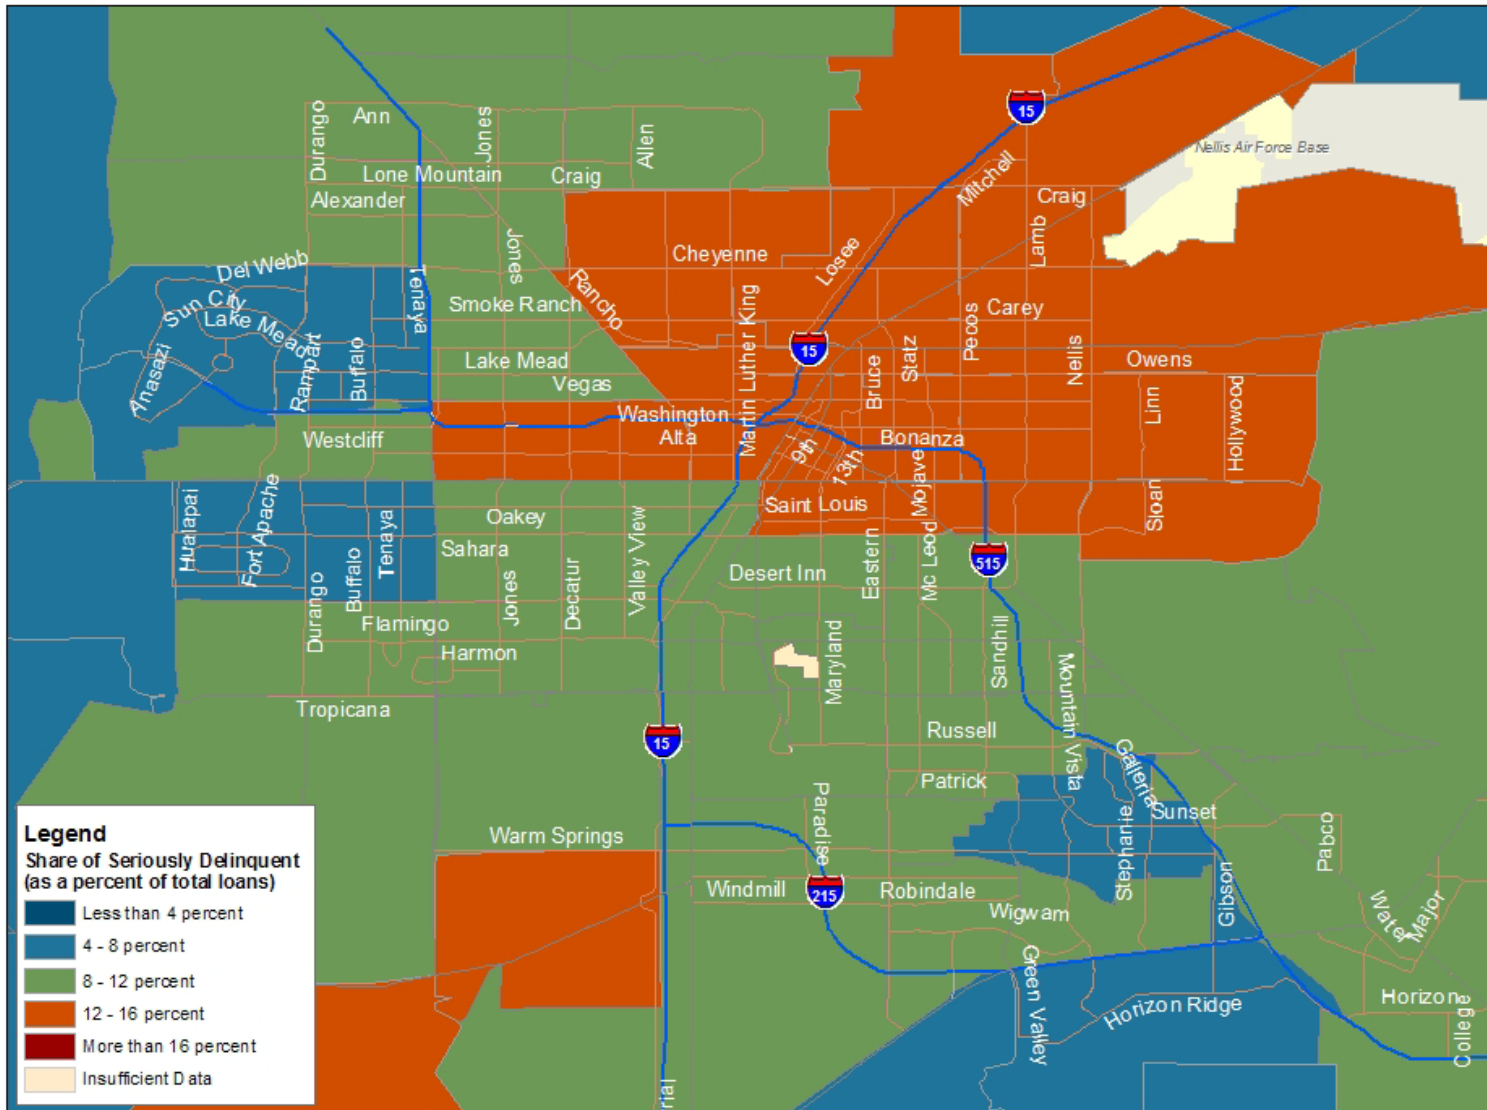 15
Nellis Air Force Base
Ann
Durango
Jones
Allen
Lone Mountain
Craig
Alexander
Mitchell
Craig
Lamb
Jones
Cheyenne
Losee
Del Webb
Tenaya
Sun City
Lake Mead
Smoke Ranch
Rancho
Martin Luther King
Carey
Pecos
15
Anasazi
Rampart
Buffalo
Lake Mead
Vegas
Bruce
Statz
Nellis
Owens
Linn
Hollywood
Washington
Alta
Westcliff
Bonanza
9th
13th
Mojave
Hualapai
Fort Apache
Tenaya
Oakey
Saint Louis
Sloan
Sahara
Valley View
Buffalo
Durango
Jones
Decatur
Desert Inn
Eastern
Mc Leod
515
Flamingo
Harmon
Maryland
Sandhill
Mountain Vista
Tropicana
15
Russell
Galleria
Patrick
Paradise
Sunset
Stephanie
Warm Springs
Pabco
Windmill
215
Robindale
Wigwam
Gibson
Water
Major
Green Valley
Horizon Ridge
Horizon
College
rial
Legend
Share of Seriously Delinquent
(as a percent of total loans)
Less than 4 percent
4 - 8 percent
8 - 12 percent
12 - 16 percent
More than 16 percent
Insufficient Data